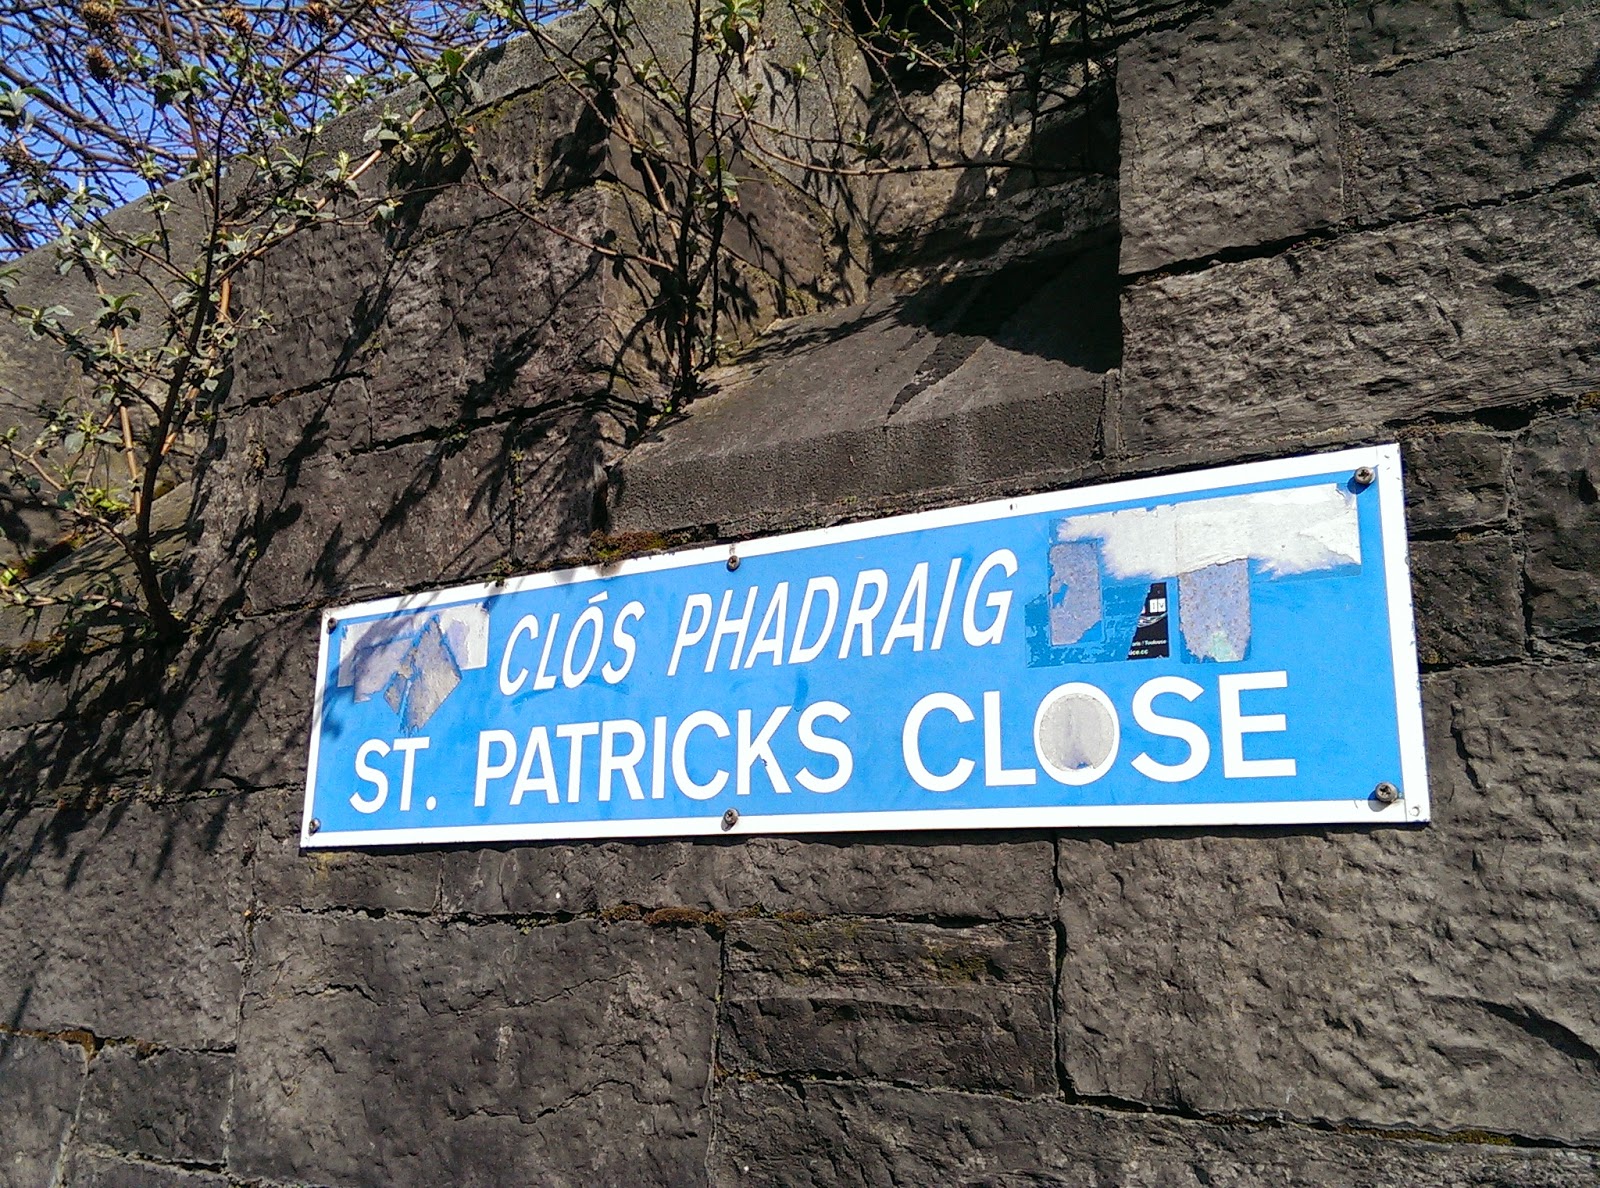 CLÓS PHADRAIG
ST. PATRICKS CLOSE